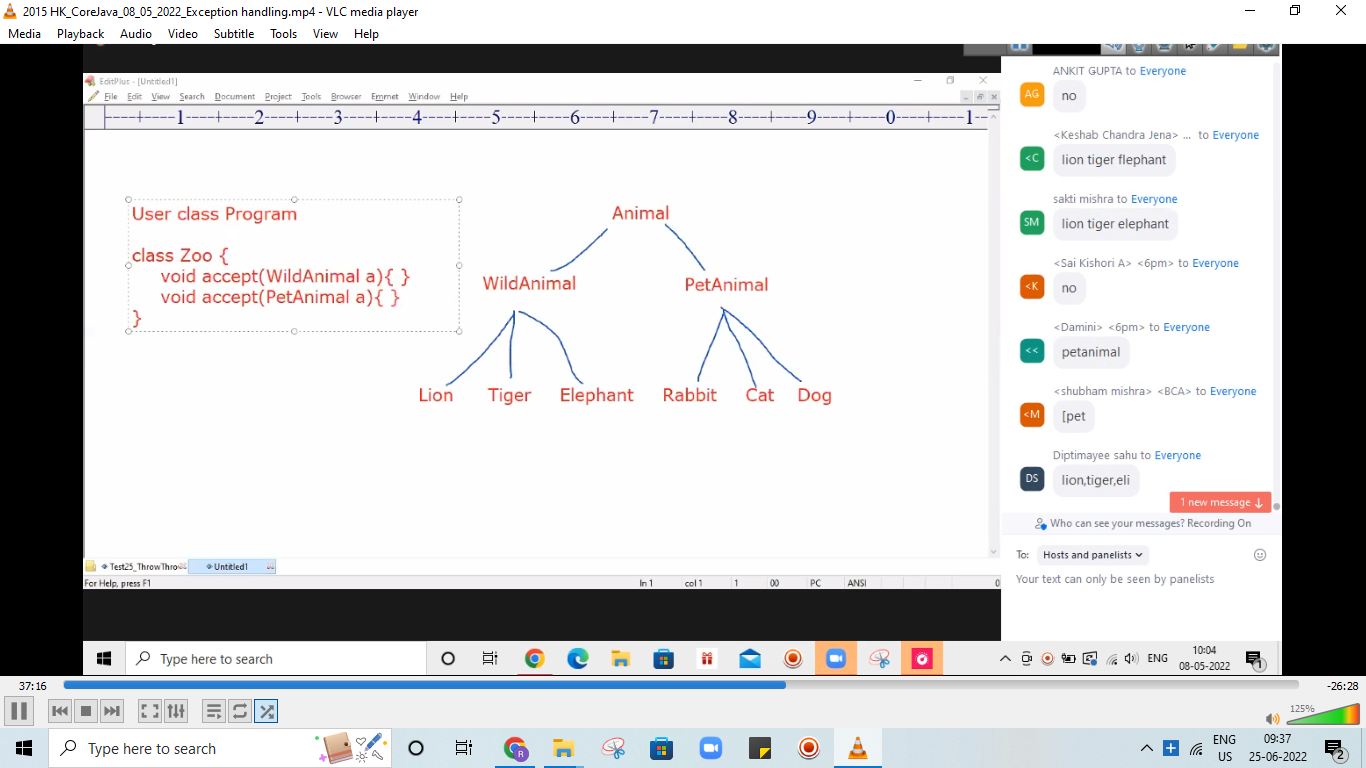 2015 HK_CoreJava_08_05_2022_Exception handling.mp4 - VLC media player
Media Playback Audio Video Subtitle Tools View Help
EditPlus - [Untitled1]
File Edit View Search Document Project Tools Browser Emmet Window Help
----+----1----+----2----+----3----+----4----+----5----+----6----+----7----+----8----+----9----+----0----+----1--
User class Program
class Zoo {
void accept(WildAnimal a){ }
void accept(PetAnimal a){ }
}
Animal
WildAnimal PetAnimal
Lion Tiger Elephant Rabbit Cat Dog
ANKIT GUPTA to Everyone
AG
no
<Keshab Chandra Jena> ... to Everyone
<C
lion tiger flephant
sakti mishra to Everyone
SM
lion tiger elephant
<Sai Kishori A> <6pm> to Everyone
<K
no
<Damini> <6pm> to Everyone
<<
petanimal
<shubham mishra> <BCA> to Everyone
<M
[pet
Diptimayee sahu to Everyone
DS
lion,tiger,eli
1 new message ↓
Who can see your messages? Recording On
To: Hosts and panelists
Your text can only be seen by panelists
Test25_ThrowThro Untitled1
For Help, press F1 ln 1 col 1 1 00 PC ANSI 0
Type here to search
ENG
10:04
08-05-2022
1
37:16 -26:28
125%
Type here to search
R
ENG
US
09:37
25-06-2022
2